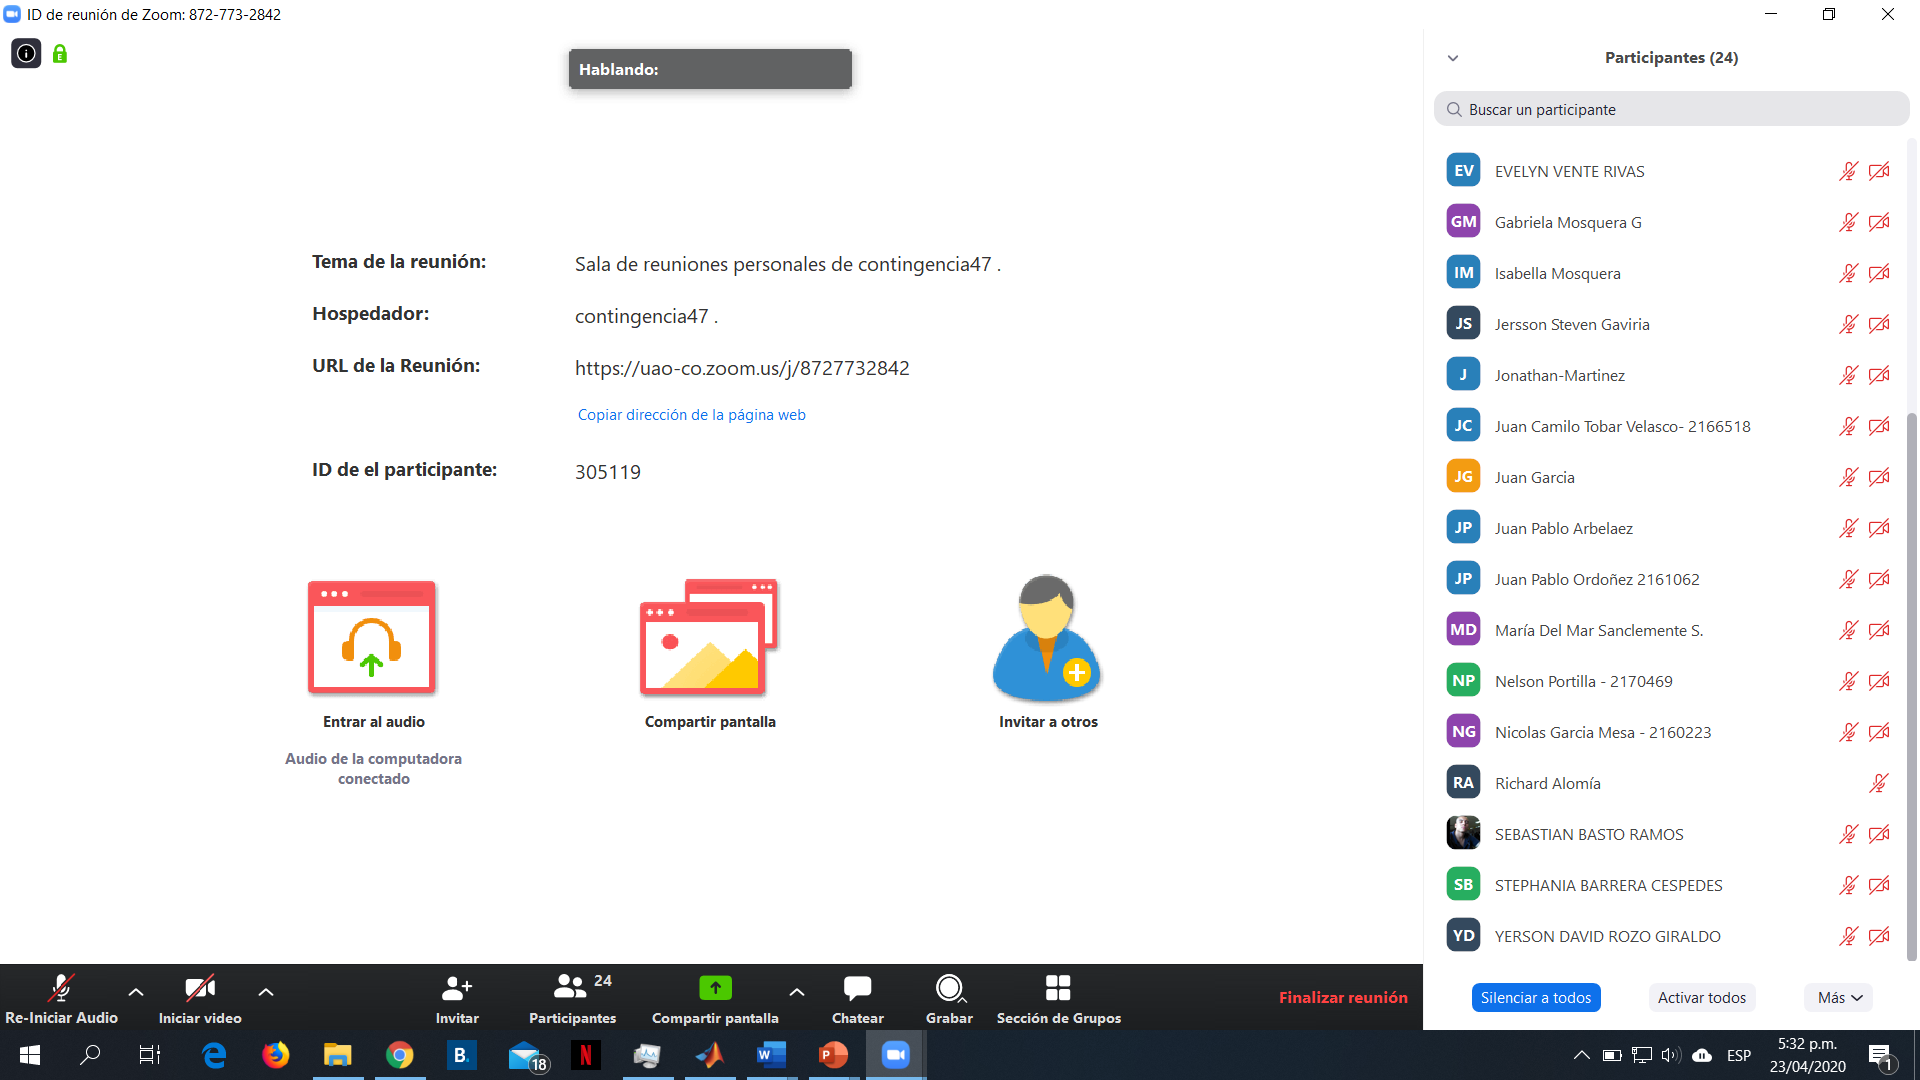 ID de reunión de Zoom: 872-773-2842
Hablando:
Tema de la reunión: Sala de reuniones personales de contingencia47 .
Hospedador: contingencia47 .
URL de la Reunión: https://uao-co.zoom.us/j/8727732842
Copiar dirección de la página web
ID de el participante: 305119
Entrar al audio
Audio de la computadora
conectado
Compartir pantalla
Invitar a otros
Participantes (24)
Buscar un participante
EV EVELYN VENTE RIVAS
GM Gabriela Mosquera G
IM Isabella Mosquera
JS Jersson Steven Gaviria
J Jonathan-Martinez
JC Juan Camilo Tobar Velasco- 2166518
JG Juan Garcia
JP Juan Pablo Arbelaez
JP Juan Pablo Ordoñez 2161062
MD María Del Mar Sanclemente S.
NP Nelson Portilla - 2170469
NG Nicolas Garcia Mesa - 2160223
RA Richard Alomía
SEBASTIAN BASTO RAMOS
SB STEPHANIA BARRERA CESPEDES
YD YERSON DAVID ROZO GIRALDO
Silenciar a todos Activar todos Más
Re-Iniciar Audio
Iniciar video
Invitar
Participantes 24
Compartir pantalla
Chatear
Grabar
Sección de Grupos
Finalizar reunión
B. 18 N W P
ESP
5:32 p.m.
23/04/2020
1